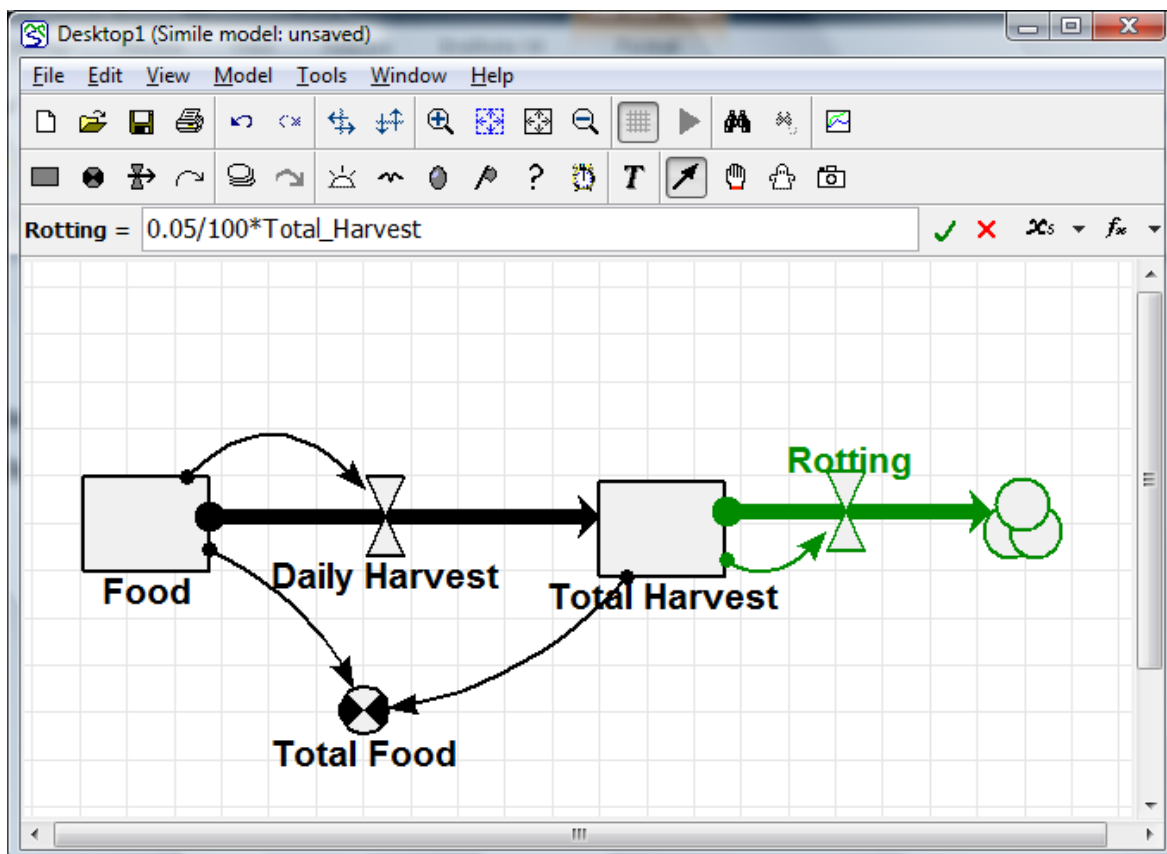 Desktop1 (Simile model: unsaved)
File Edit View Model Tools Window Help
T
Rotting = 0.05/100*Total_Harvest
Rotting
Food
Daily Harvest
Total Harvest
Total Food